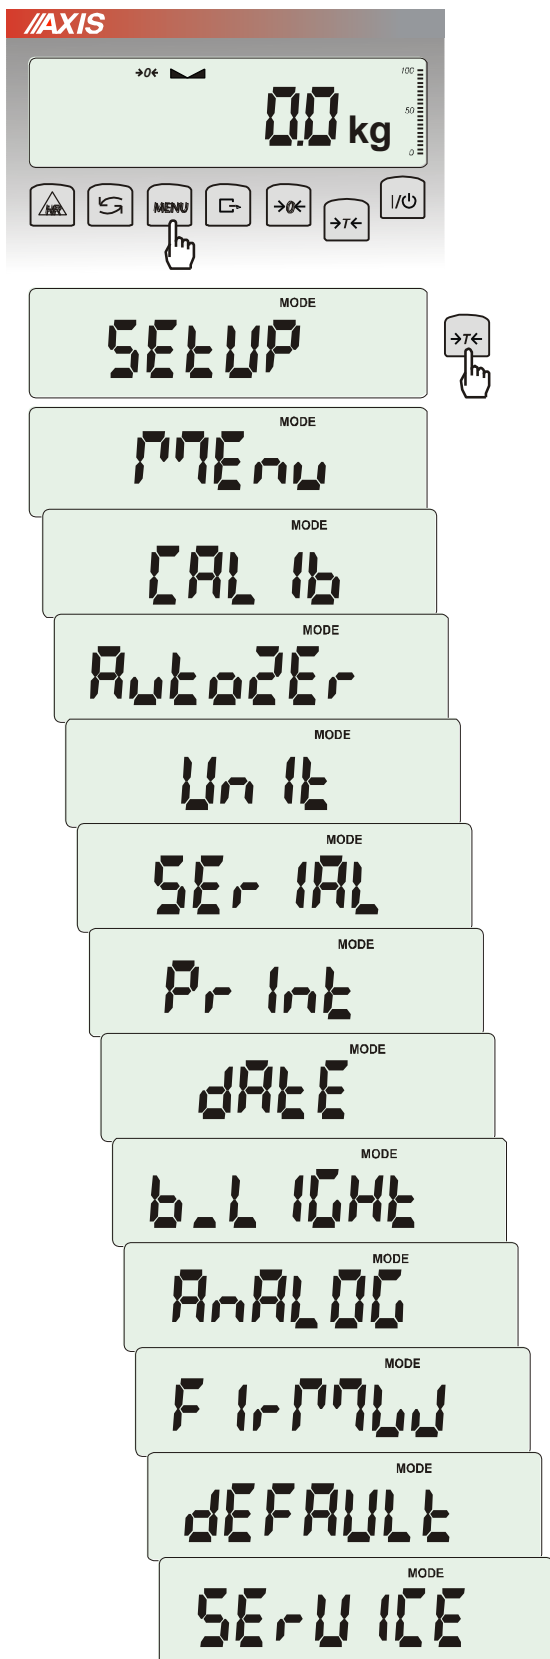 AXIS
→0←
100
0.0 kg
50
0
HR MENU →0← →T← I/⏻
MODE
SEtUP
→T←
MODE
MEnu
MODE
CALIb
MODE
AutoZEr
MODE
UnIt
MODE
SErIAL
MODE
PrInt
MODE
dAtE
MODE
b_LIGHt
MODE
AnALOG
MODE
FIrMW
MODE
dEFAULt
MODE
SErUICE